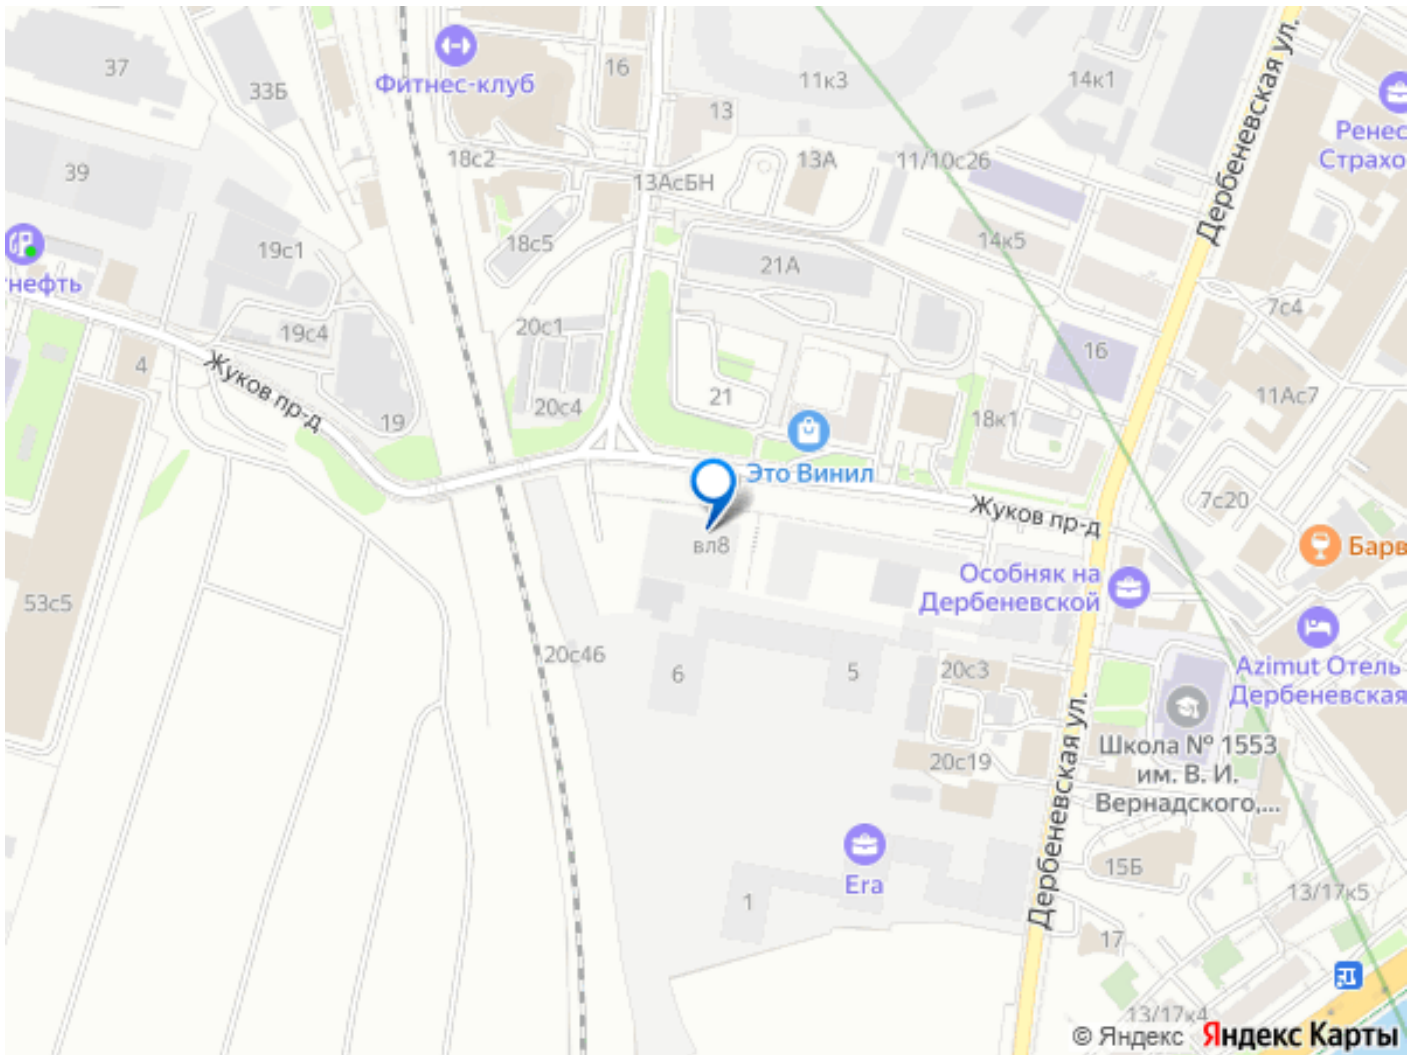 37
33Б
Фитнес-клуб
16
11к3
14к1
13
Дербеневская ул.
Ренес
Страхо
39
18с2
13АсБН
13А
11/10с26
19с1
18с5
21А
14к5
нефть
7с4
19с4
20с1
16
4
Жуков пр-д
19
20с4
21
18к1
11Ас7
Это Винил
7с20
Жуков пр-д
вл8
Барв
Особняк на
Дербеневской
53с5
20с46
6
5
20с3
Azimut Отель
Дербеневская
Дербеневская ул.
20с19
Школа № 1553
им. В. И.
Вернадского,...
Era
15Б
1
13/17к5
17
13/17к4
© Яндекс Яндекс Карты